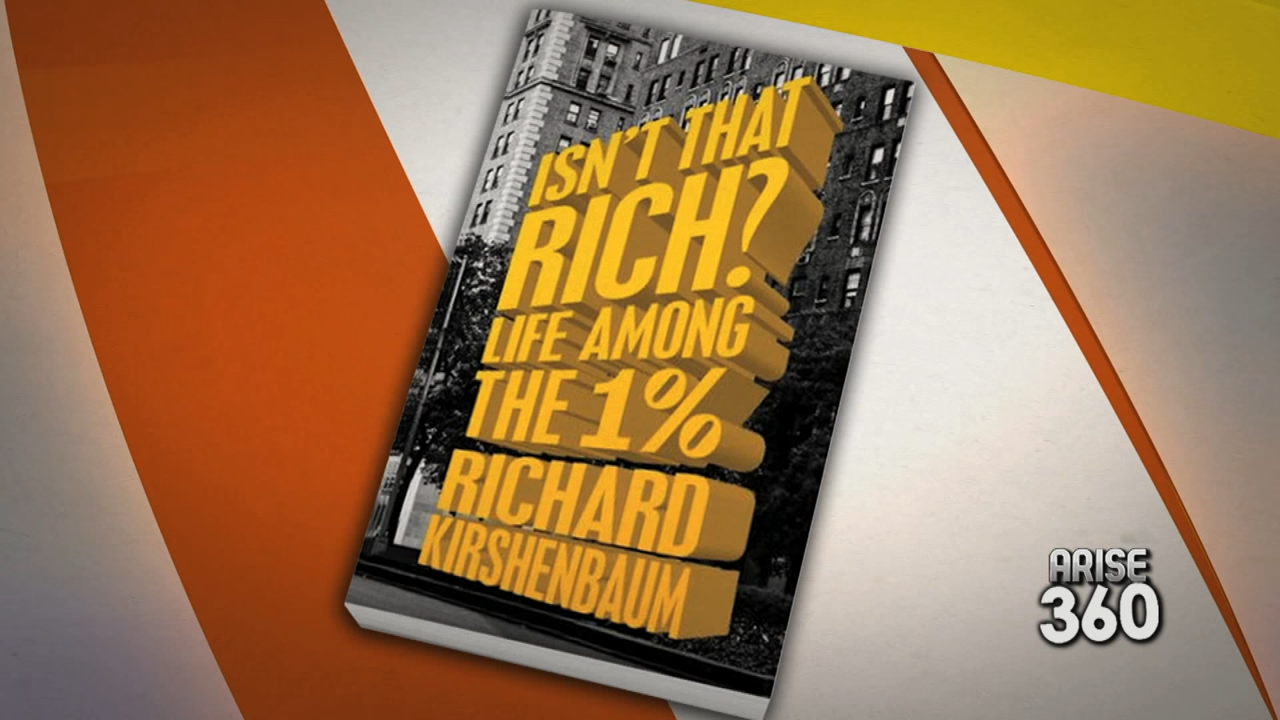 ISN'T THAT
RICH?
LIFE AMONG
THE 1%
RICHARD
KIRSHENBAUM
ARISE
360